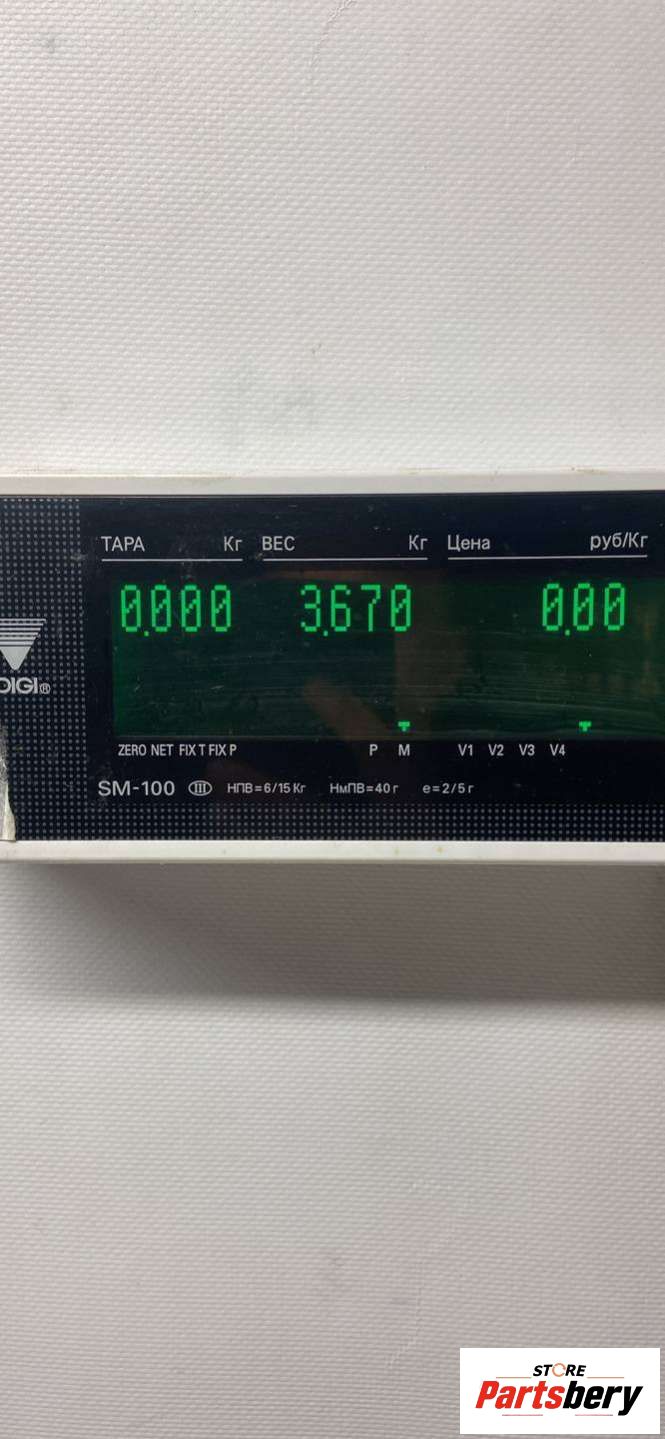 ТАРА Кг ВЕС Кг Цена руб/Кг
0.000 3.670 0.00
DIGI®
ZERO NET FIX T FIX P P M V1 V2 V3 V4
SM-100 III НПВ=6/15 Кг НмПВ=40 г e=2/5 г
STORE
Partsbery